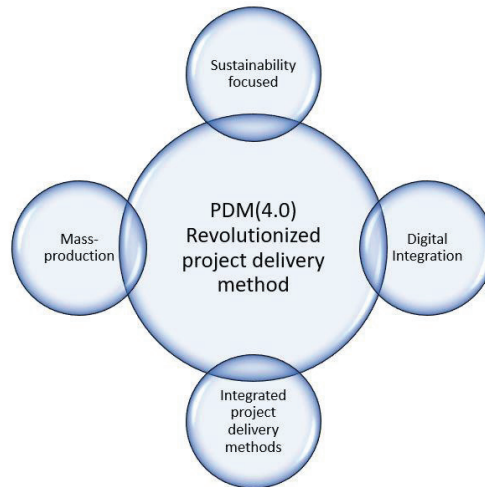 Sustainability
focused
PDM(4.0)
Revolutionized
project delivery
method
Mass-
production
Digital
Integration
Integrated
project
delivery
methods